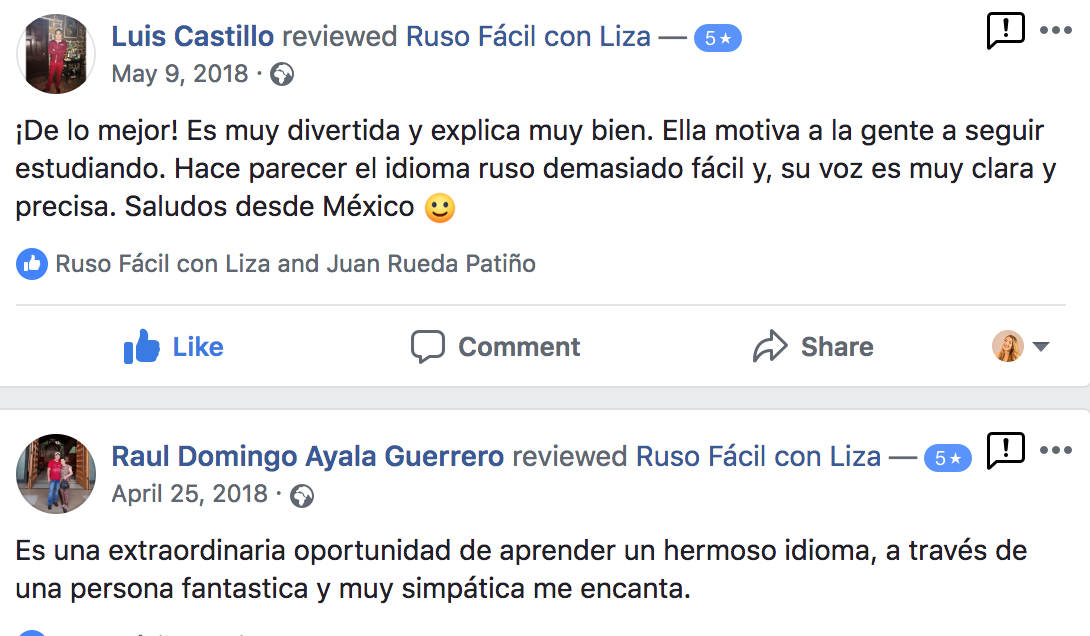 Luis Castillo reviewed Ruso Fácil con Liza — 5★
May 9, 2018 ·
¡De lo mejor! Es muy divertida y explica muy bien. Ella motiva a la gente a seguir
estudiando. Hace parecer el idioma ruso demasiado fácil y, su voz es muy clara y
precisa. Saludos desde México 🙂
Ruso Fácil con Liza and Juan Rueda Patiño
Like Comment Share
Raul Domingo Ayala Guerrero reviewed Ruso Fácil con Liza — 5★
April 25, 2018 ·
Es una extraordinaria oportunidad de aprender un hermoso idioma, a través de
una persona fantastica y muy simpática me encanta.